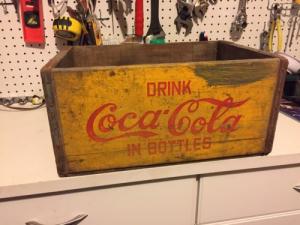 DRINK
Coca-Cola
IN BOTTLES